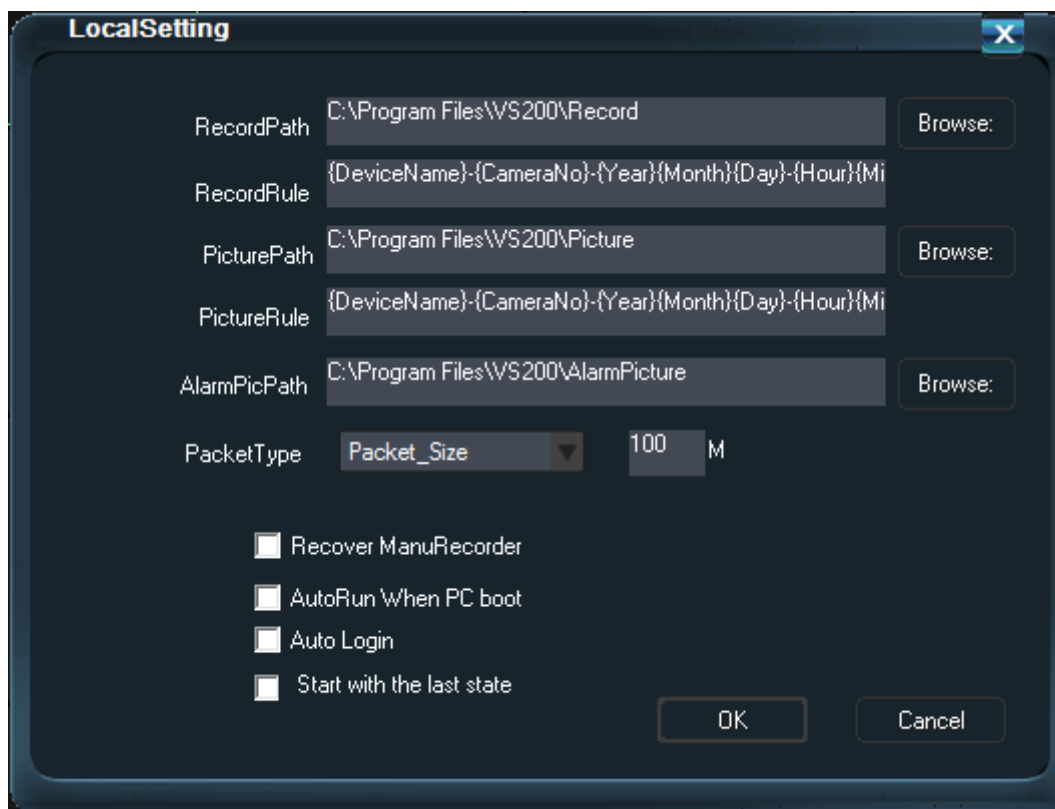 LocalSetting
X
RecordPath C:\Program Files\VS200\Record Browse:
RecordRule {DeviceName}-{CameraNo}-{Year}{Month}{Day}-{Hour}{Mi
PicturePath C:\Program Files\VS200\Picture Browse:
PictureRule {DeviceName}-{CameraNo}-{Year}{Month}{Day}-{Hour}{Mi
AlarmPicPath C:\Program Files\VS200\AlarmPicture Browse:
PacketType Packet_Size 100 M
Recover ManuRecorder
AutoRun When PC boot
Auto Login
Start with the last state
OK Cancel